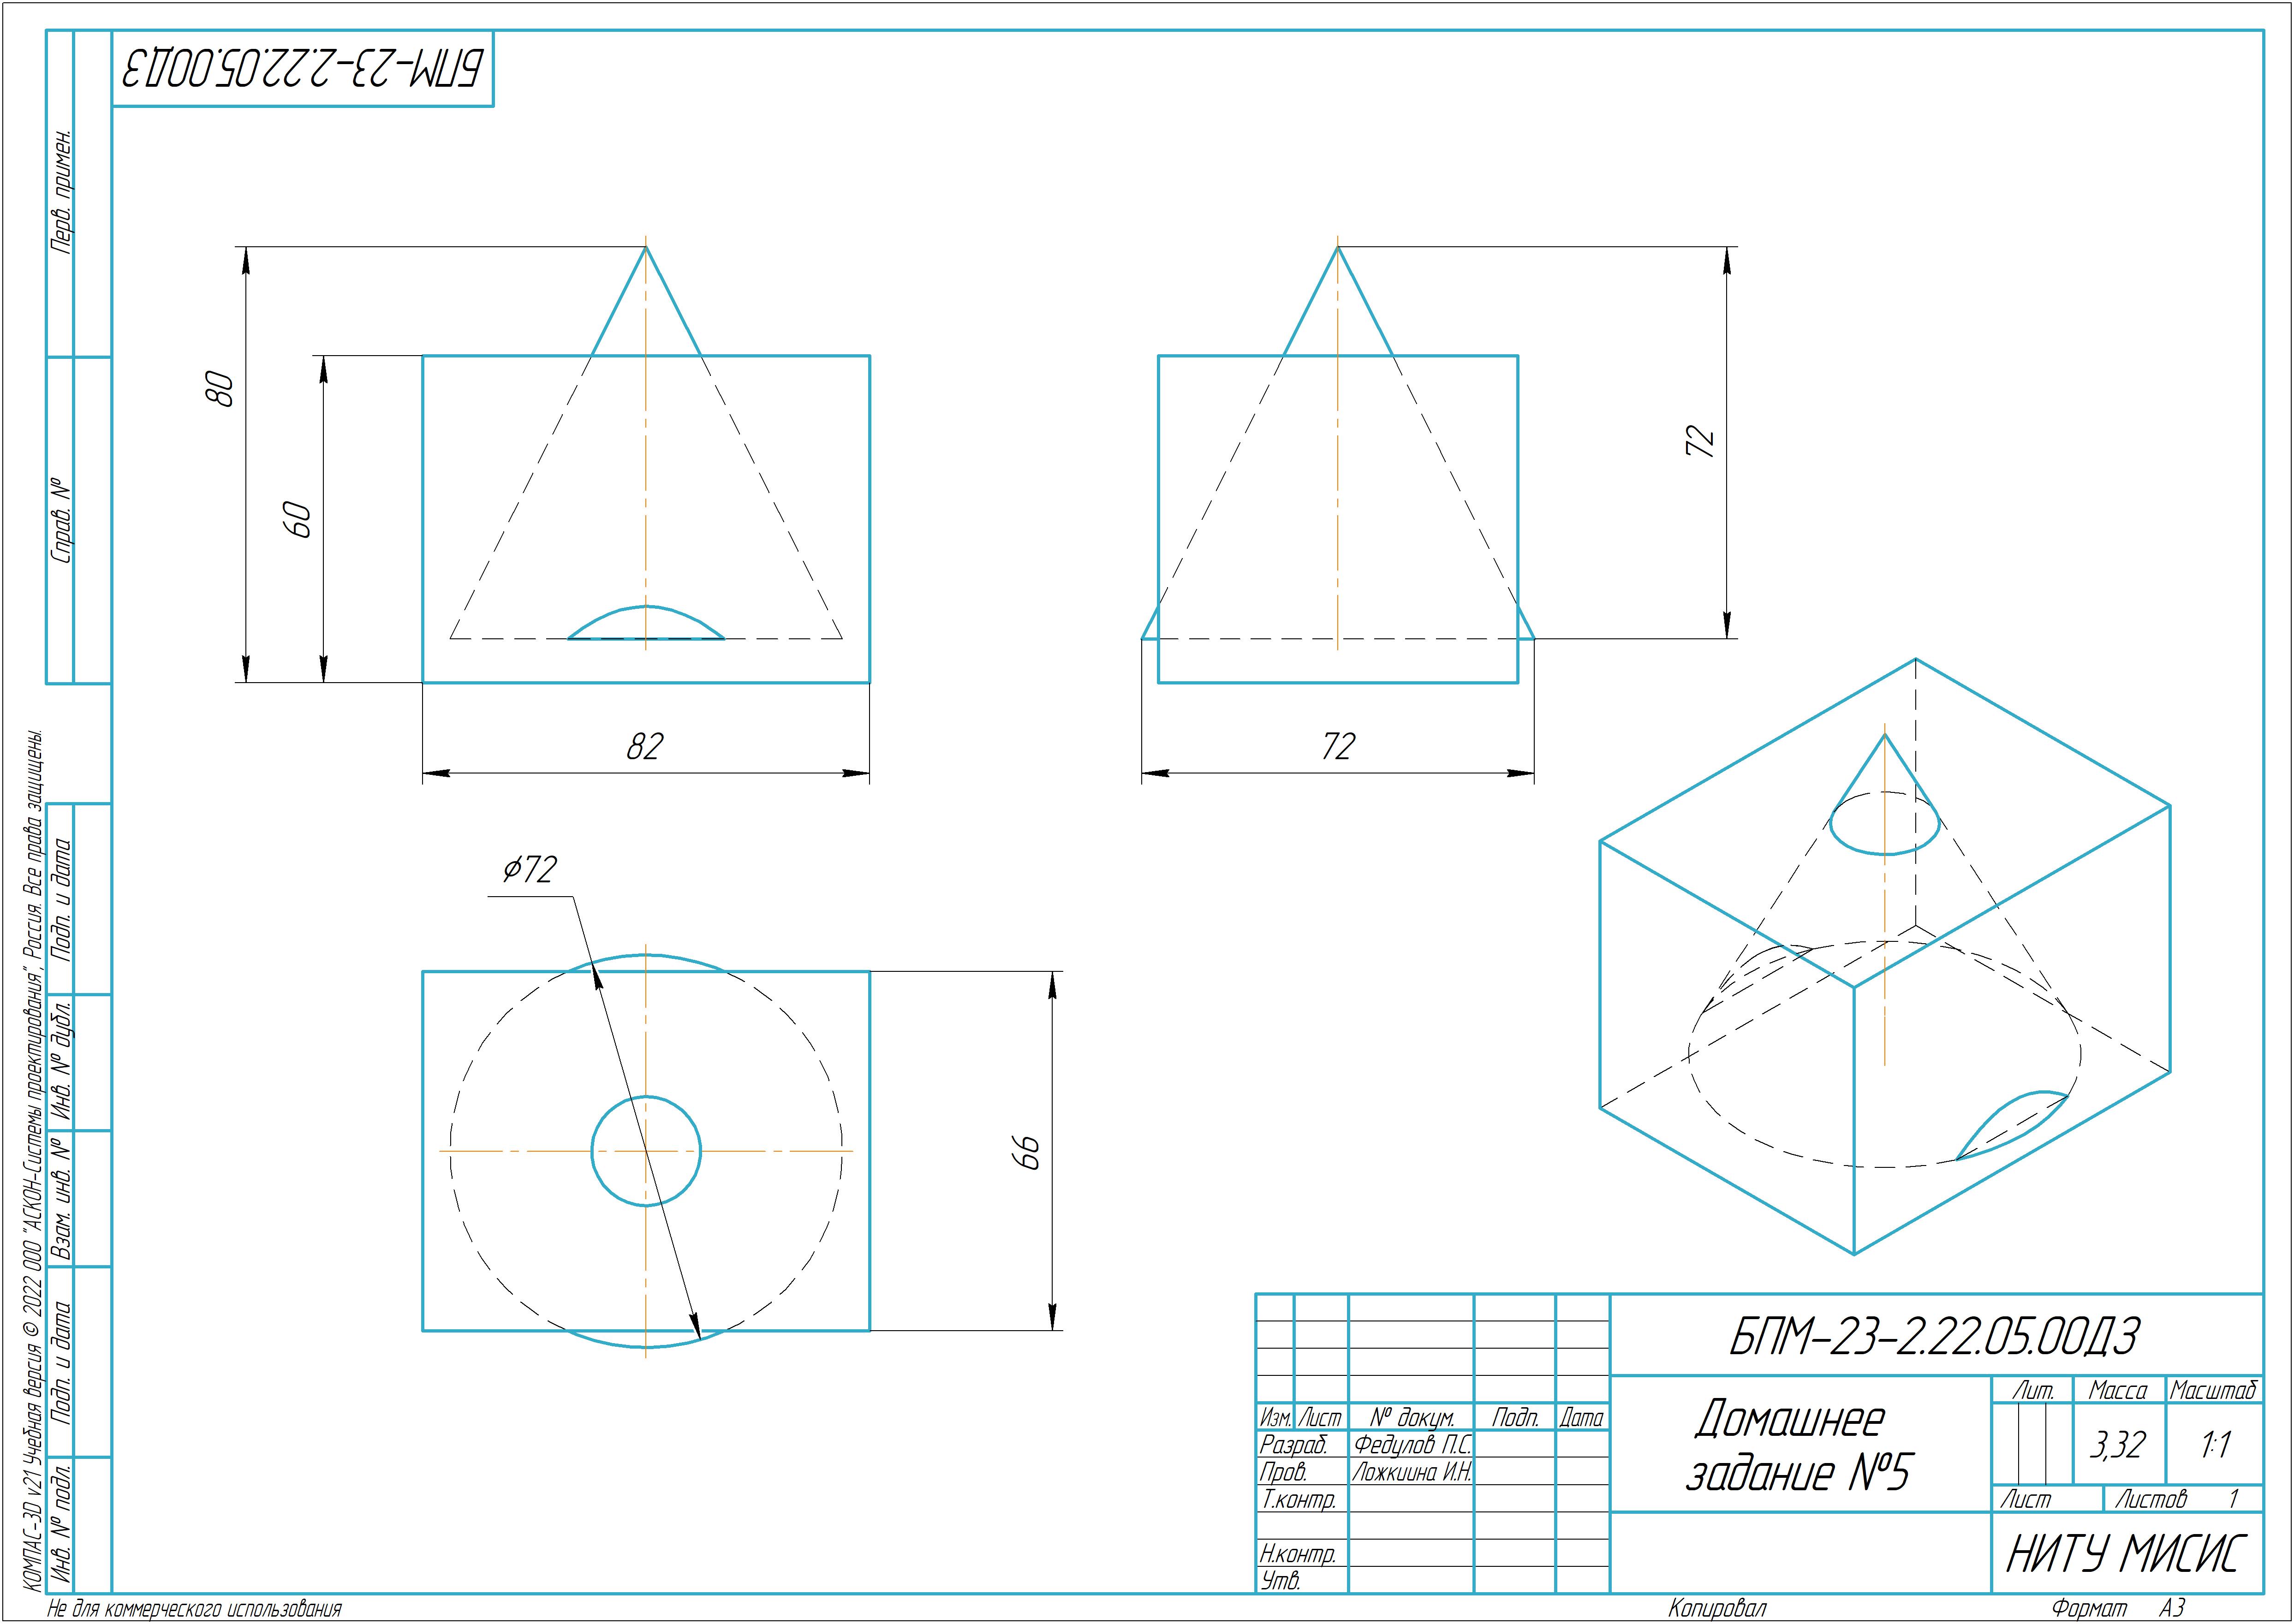 БПМ-23-2.22.05.00ДЗ
Перв. примен.
Справ. №
Подп. и дата
Инв. № дубл.
Взам. инв. №
Подп. и дата
Инв. № подл.
КОМПАС-3D v21 Учебная версия © 2022 ООО "АСКОН-Системы проектирования", Россия. Все права защищены.
80
60
82
72
72
⌀72
66
БПМ-23-2.22.05.00ДЗ
Домашнее
задание №5
Лит. Масса Масштаб
3,32 1:1
Лист Листов 1
НИТУ МИСИС
Изм. Лист № докум. Подп. Дата
Разраб. Федулов П.С.
Пров. Ложкиина И.Н.
Т.контр.
Н.контр.
Утв.
Не для коммерческого использования
Копировал
Формат А3